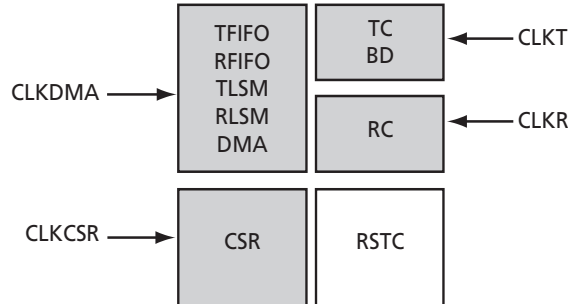 TFIFO
RFIFO
TLSM
RLSM
DMA
TC
BD
CLKT
CLKDMA
RC
CLKR
CLKCSR
CSR
RSTC